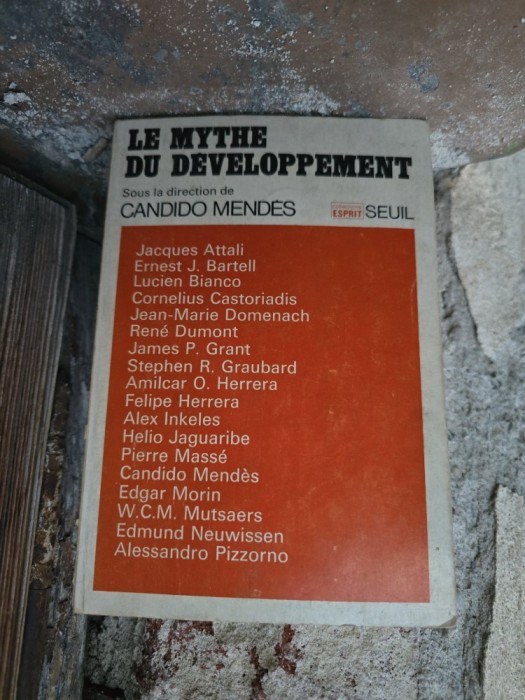 LE MYTHE
DU DEVELOPPEMENT
Sous la direction de
CANDIDO MENDÈS
ESPRIT SEUIL
Jacques Attali
Ernest J. Bartell
Lucien Bianco
Cornelius Castoriadis
Jean-Marie Domenach
René Dumont
James P. Grant
Stephen R. Graubard
Amilcar O. Herrera
Felipe Herrera
Alex Inkeles
Helio Jaguaribe
Pierre Massé
Candido Mendès
Edgar Morin
W.C.M. Mutsaers
Edmund Neuwissen
Alessandro Pizzorno